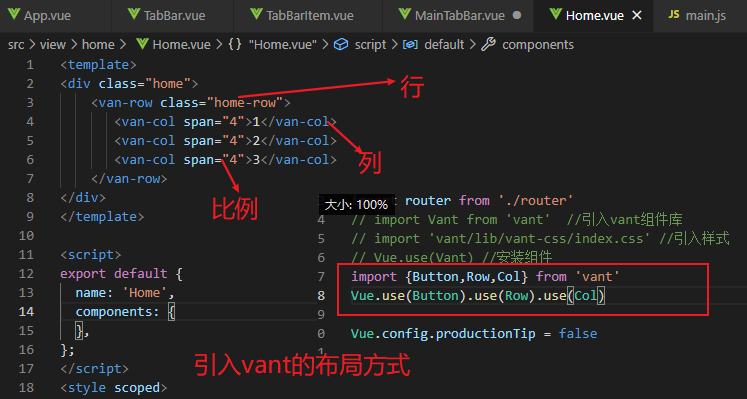 App.vue TabBar.vue TabBarItem.vue MainTabBar.vue Home.vue JS main.js
src > view > home > Home.vue > {} "Home.vue" > script > default > components
1 <template>
2 <div class="home">
3 <van-row class="home-row">
4 <van-col span="4">1</van-col>
5 <van-col span="4">2</van-col>
6 <van-col span="4">3</van-col>
7 </van-row>
8 </div>
9 </template>
10
11 <script>
12 export default {
13 name: 'Home',
14 components: {
15 },
16 };
17 </script>
18 <style scoped>
行
列
比例
大小: 100%
t router from './router'
4 // import Vant from 'vant' //引入vant组件库
5 // import 'vant/lib/vant-css/index.css' //引入样式
6 // Vue.use(Vant) //安装组件
7 import {Button,Row,Col} from 'vant'
8 Vue.use(Button).use(Row).use(Col)
9
0 Vue.config.productionTip = false
1
引入vant的布局方式